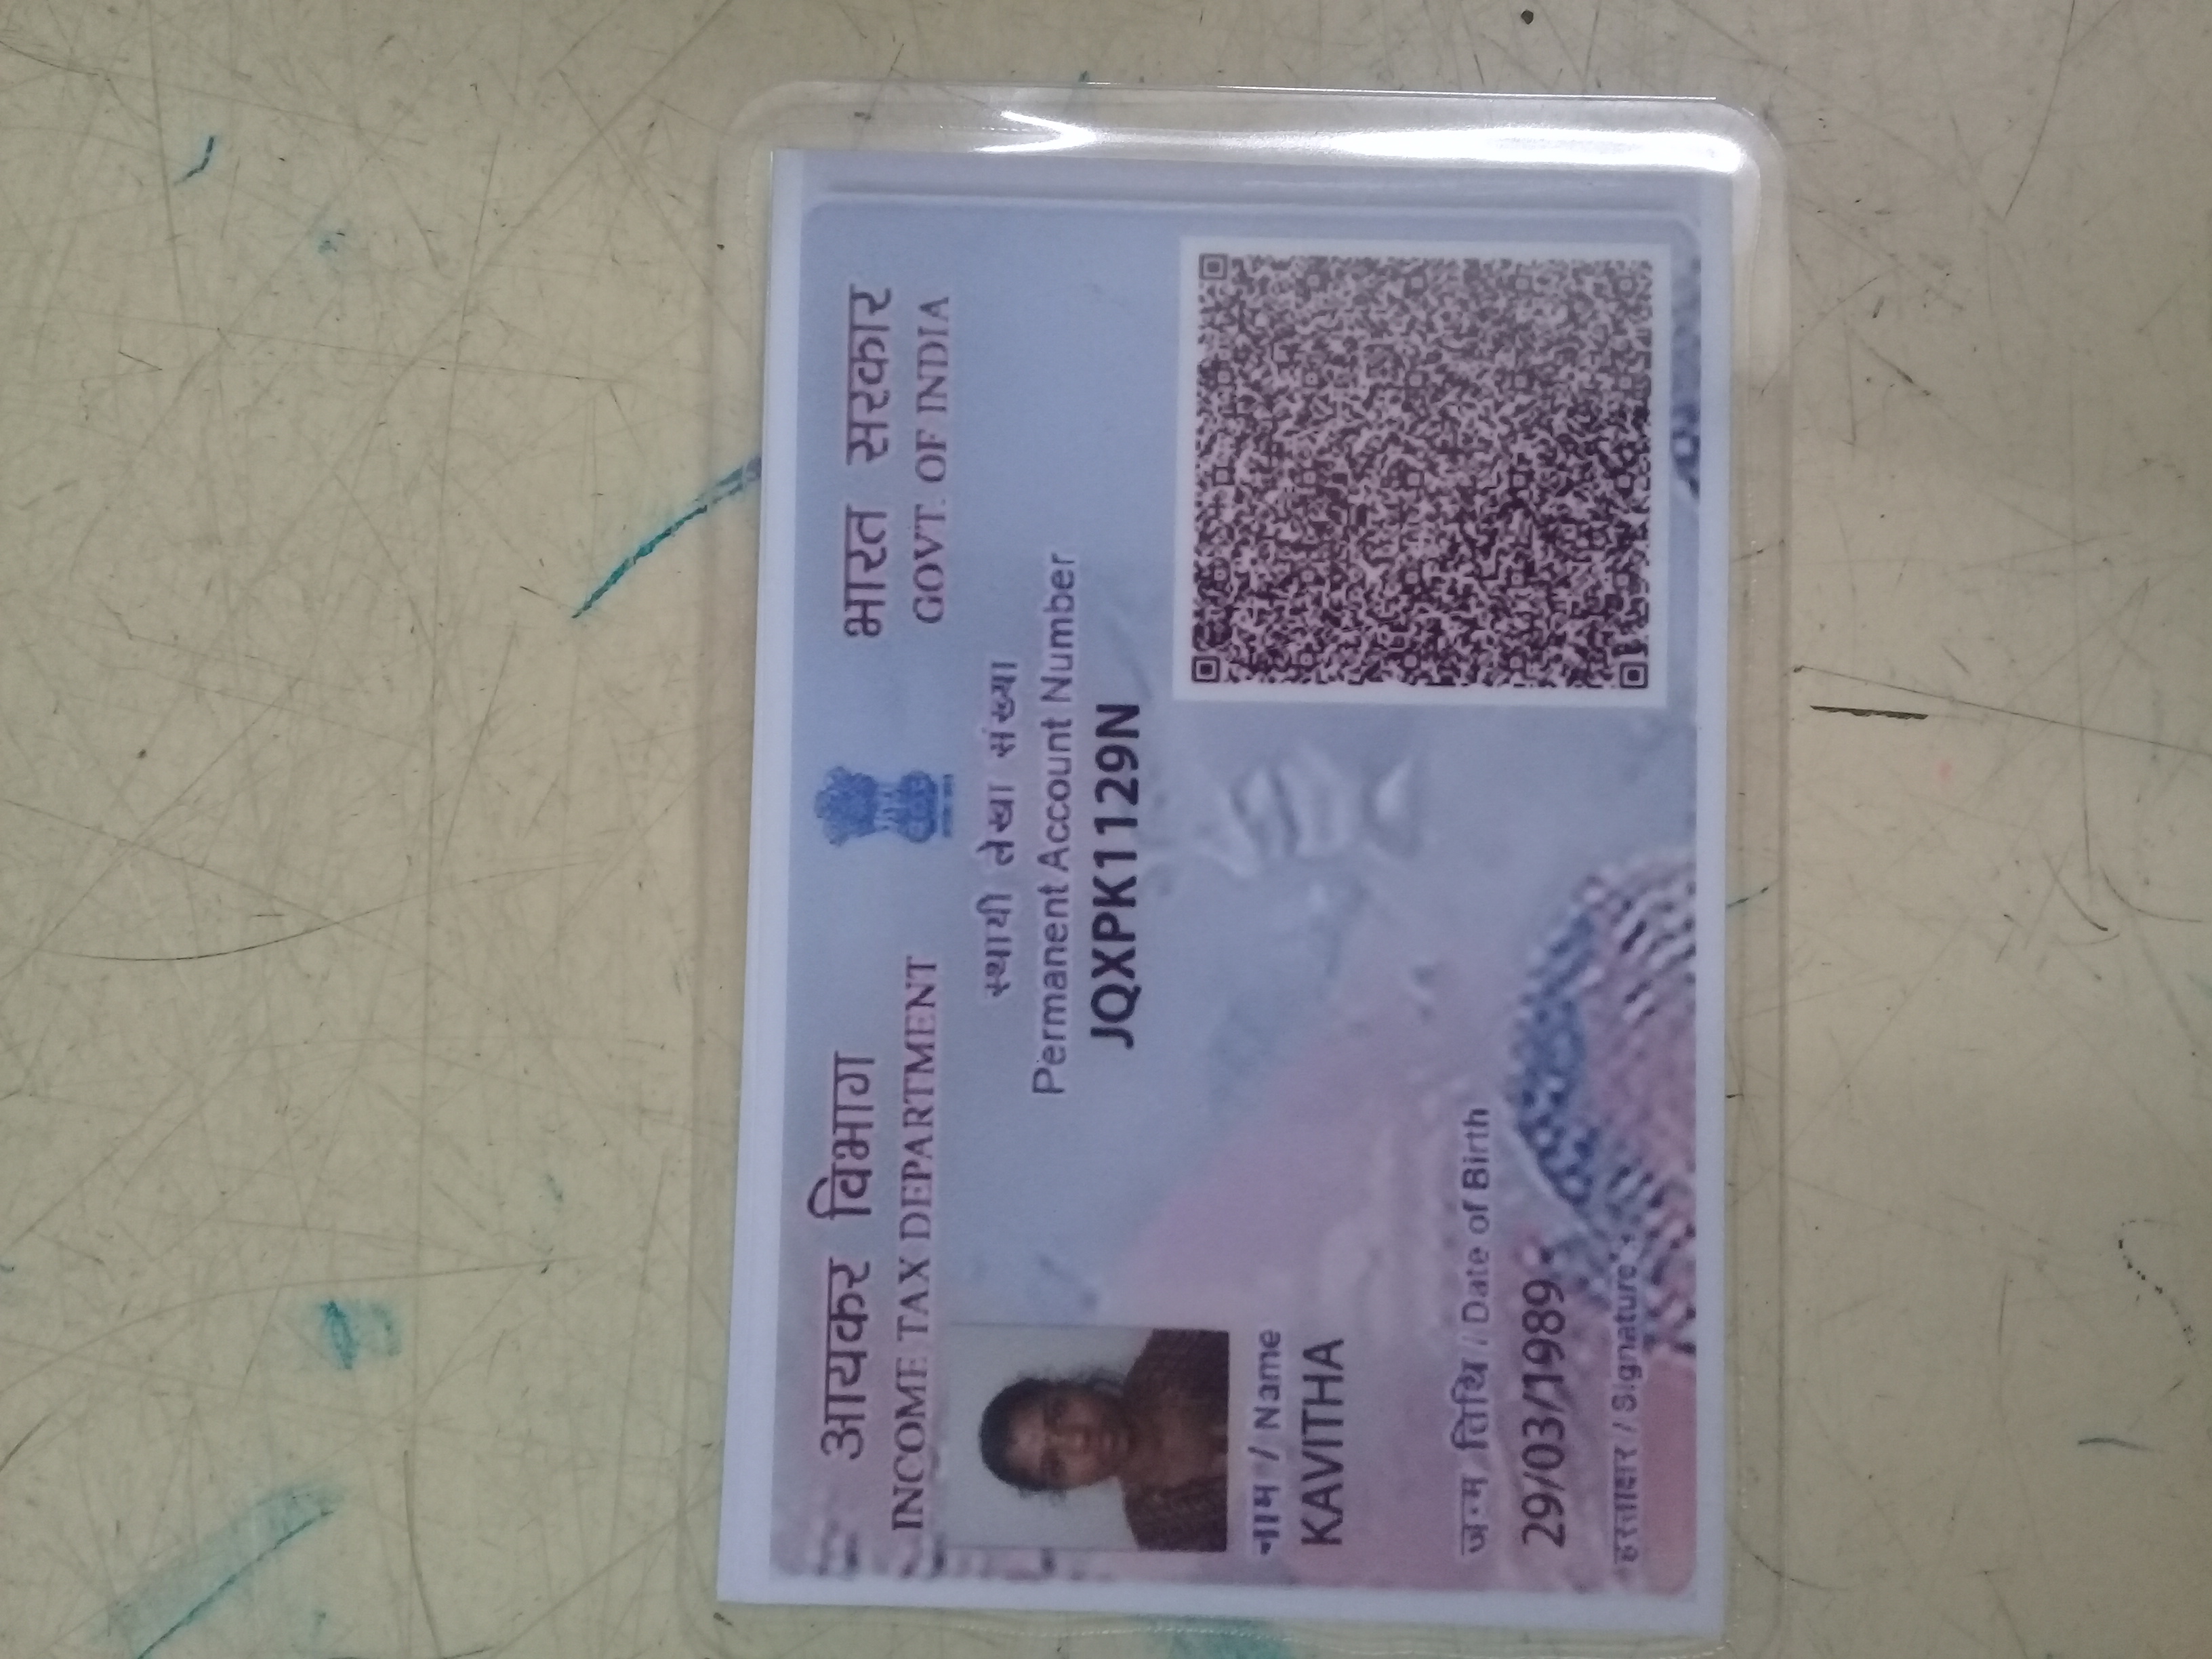 आयकर विभाग
INCOME TAX DEPARTMENT
भारत सरकार
GOVT. OF INDIA
स्थायी लेखा संख्या
Permanent Account Number
JQXPK1129N
नाम / Name
KAVITHA
जन्म तिथि / Date of Birth
29/03/1989
हस्ताक्षर / Signature